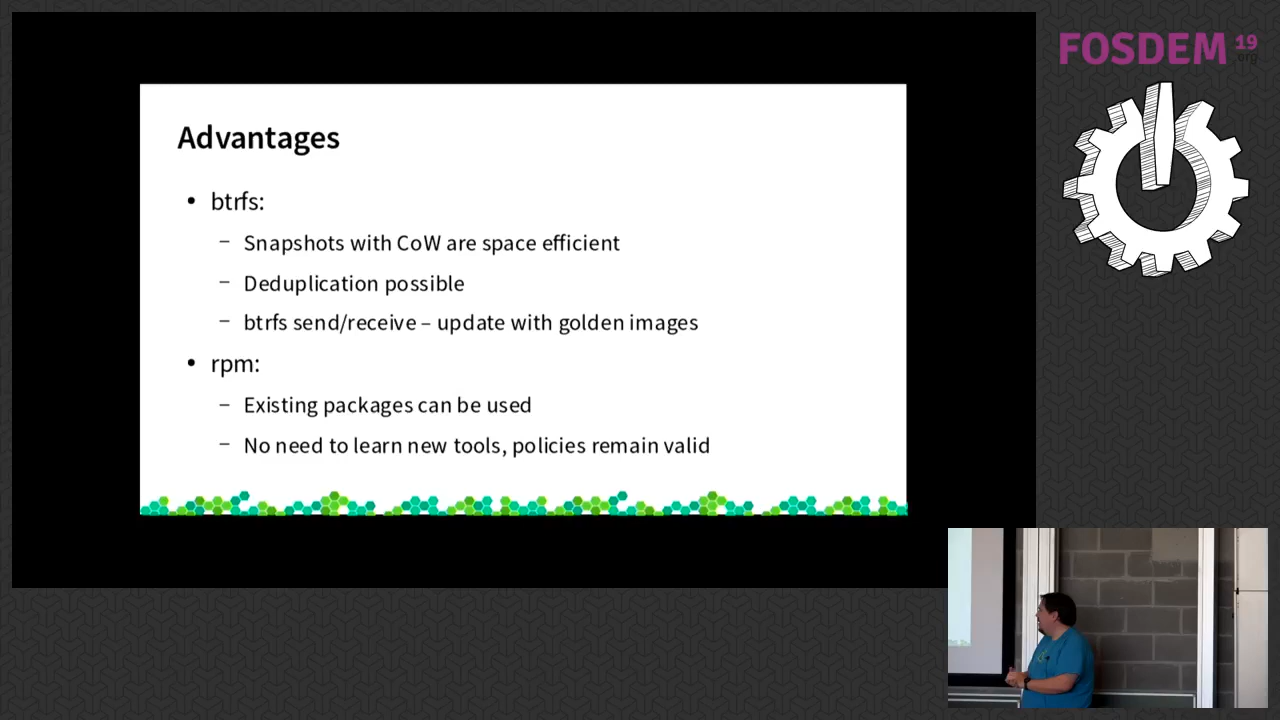 Advantages
• btrfs:
– Snapshots with CoW are space efficient
– Deduplication possible
– btrfs send/receive – update with golden images
• rpm:
– Existing packages can be used
– No need to learn new tools, policies remain valid
FOSDEM 19
.org